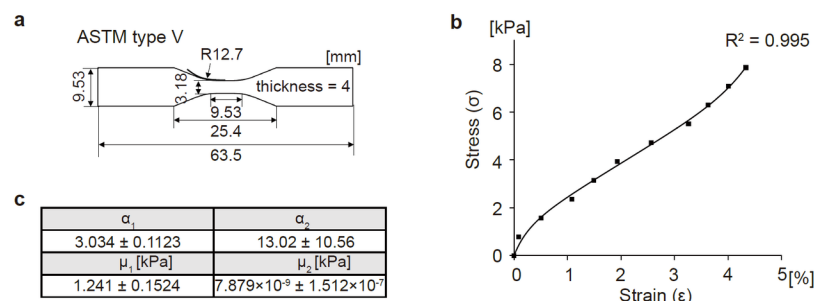 a
ASTM type V
[mm]
R12.7
9.53
3.18
thickness = 4
9.53
25.4
63.5
b
[kPa]
R² = 0.995
8
6
4
2
0
Stress (σ)
0 1 2 3 4 5 [%]
Strain (ε)
c
α₁ α₂
3.034 ± 0.1123 13.02 ± 10.56
μ₁ [kPa] μ₂ [kPa]
1.241 ± 0.1524 7.879×10⁻⁹ ± 1.512×10⁻⁷